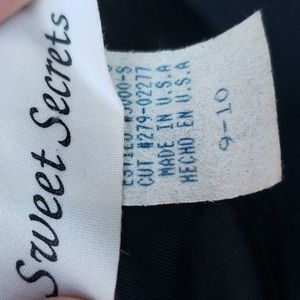 Sweet Secrets
CUT #279-02277
MADE IN U.S.A
HECHO EN U.S.A
9-10